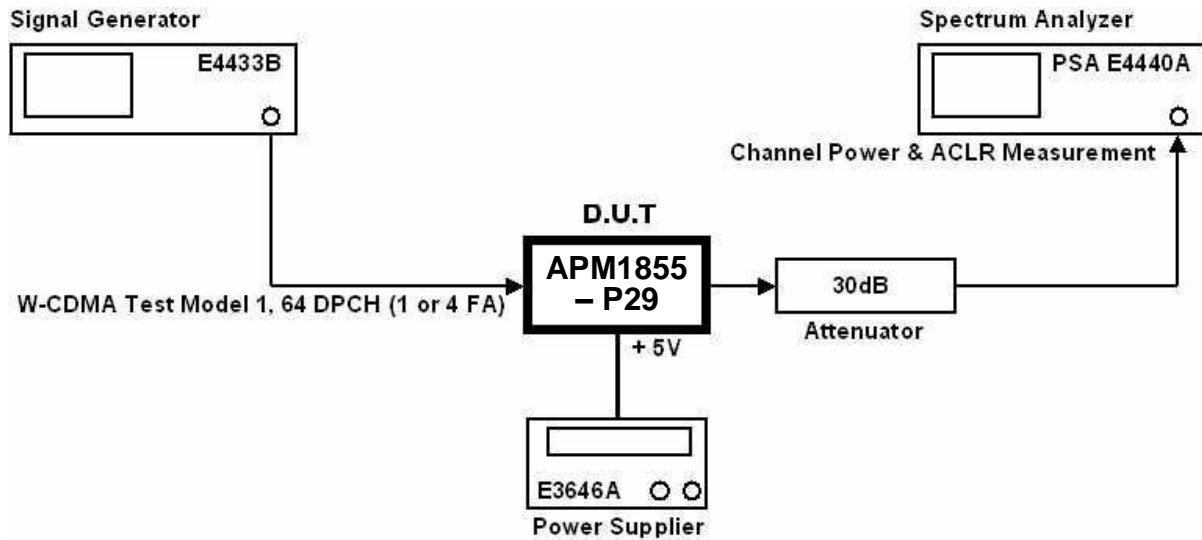 Signal Generator
Spectrum Analyzer
E4433B
PSA E4440A
Channel Power & ACLR Measurement
D.U.T
APM1855
– P29
30dB
Attenuator
W-CDMA Test Model 1, 64 DPCH (1 or 4 FA)
+ 5V
E3646A
Power Supplier